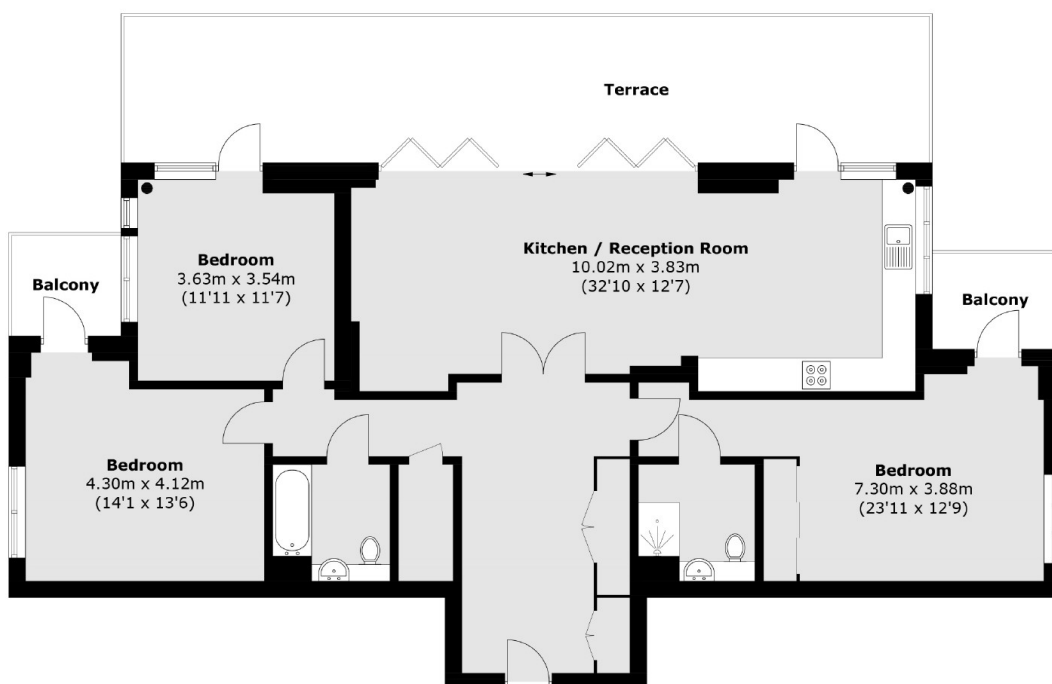 Terrace
Bedroom
3.63m x 3.54m
(11'11 x 11'7)
Kitchen / Reception Room
10.02m x 3.83m
(32'10 x 12'7)
Balcony
Balcony
Bedroom
4.30m x 4.12m
(14'1 x 13'6)
Bedroom
7.30m x 3.88m
(23'11 x 12'9)